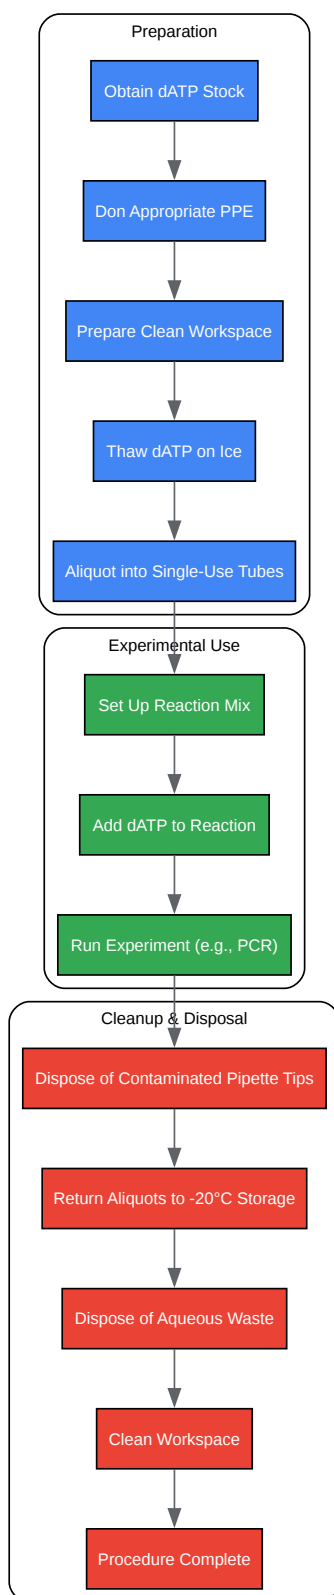 Preparation
Obtain dATP Stock
Don Appropriate PPE
Prepare Clean Workspace
Thaw dATP on Ice
Aliquot into Single-Use Tubes
Experimental Use
Set Up Reaction Mix
Add dATP to Reaction
Run Experiment (e.g., PCR)
Cleanup & Disposal
Dispose of Contaminated Pipette Tips
Return Aliquots to -20°C Storage
Dispose of Aqueous Waste
Clean Workspace
Procedure Complete